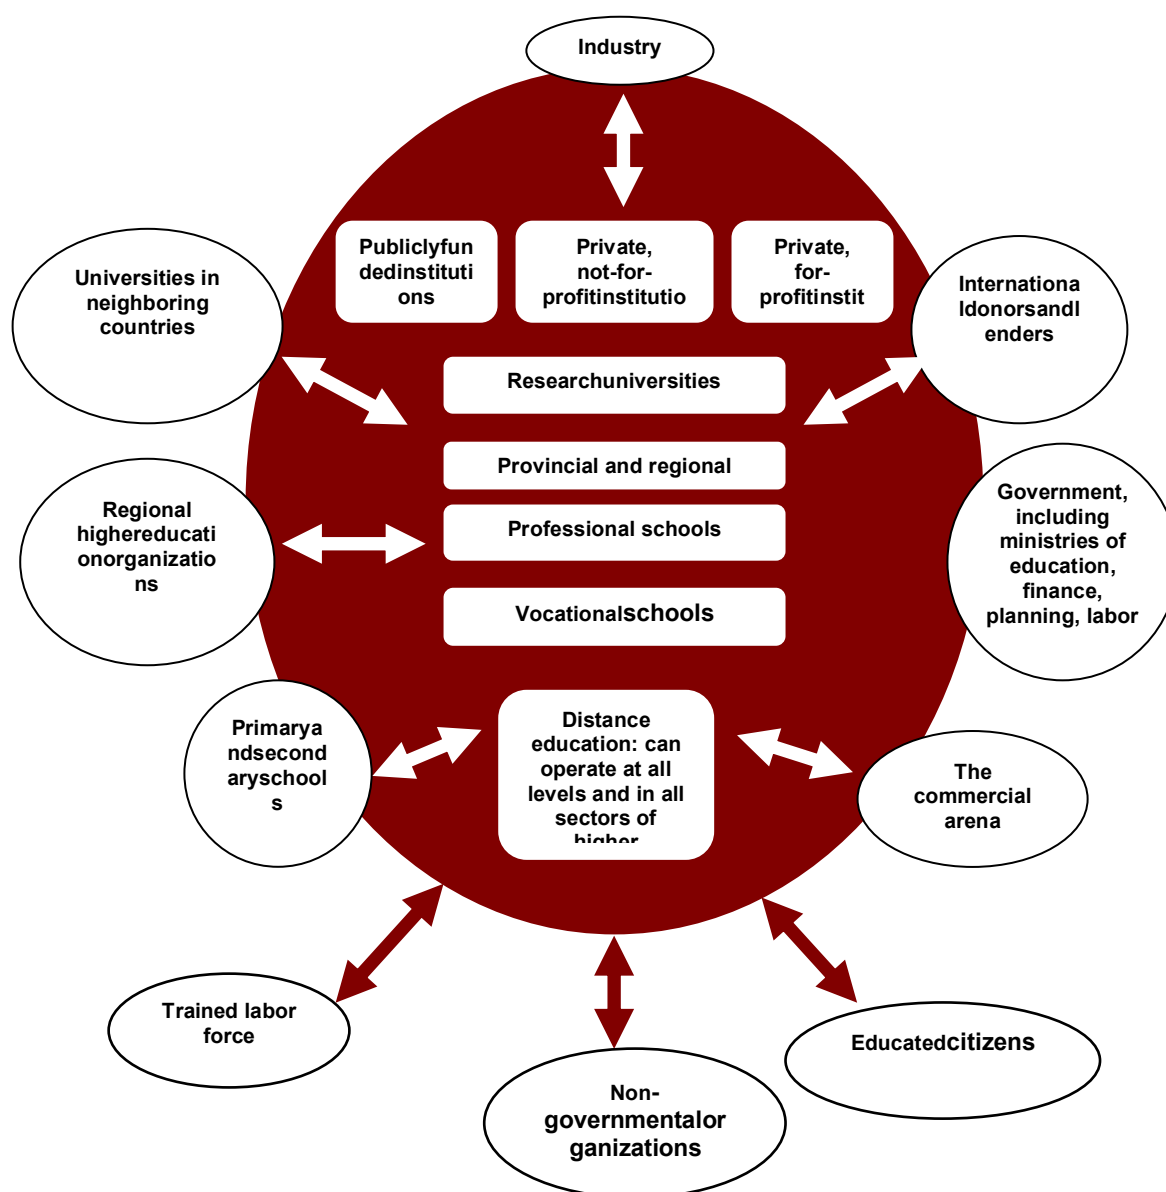 Industry
Publiclyfun
dedinstituti
ons
Private,
not-for-
profitinstitutio
Private,
for-
profitinstit
Universities in
neighboring
countries
Internationa
ldonorsandl
enders
Researchuniversities
Provincial and regional
Regional
highereducati
onorganizatio
ns
Professional schools
Government,
including
ministries of
education,
finance,
planning, labor
Vocationalschools
Primarya
ndsecond
aryschool
s
Distance
education: can
operate at all
levels and in all
sectors of
higher
The
commercial
arena
Trained labor
force
Non-
governmentalor
ganizations
Educatedcitizens